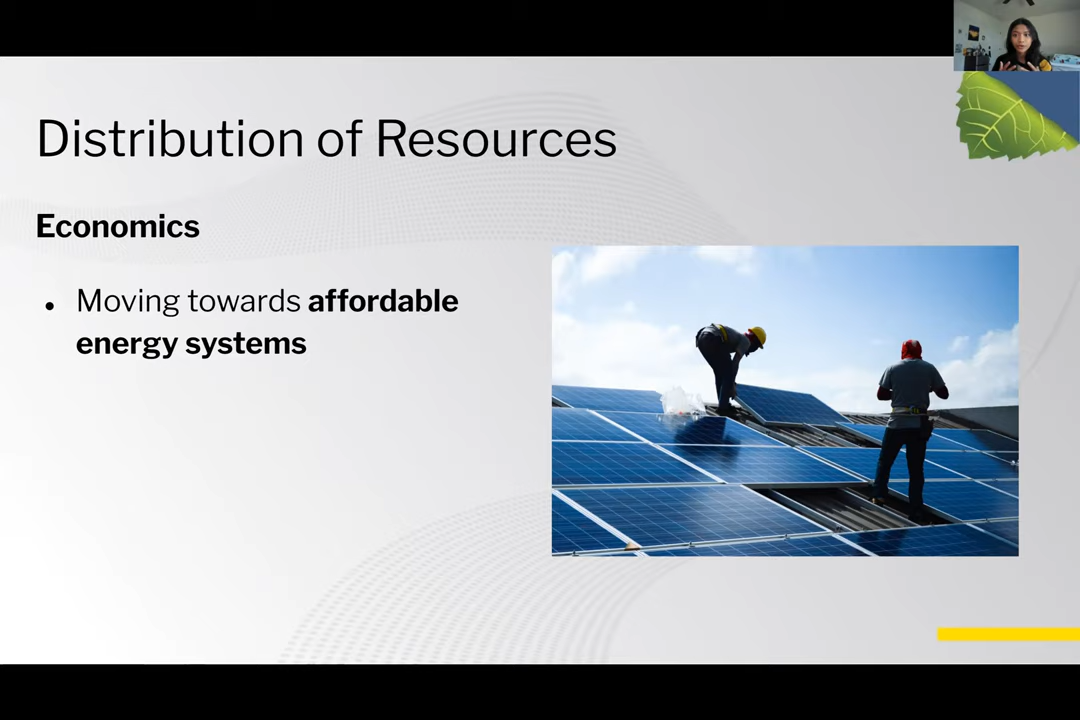 Distribution of Resources
Economics
• Moving towards affordable
energy systems